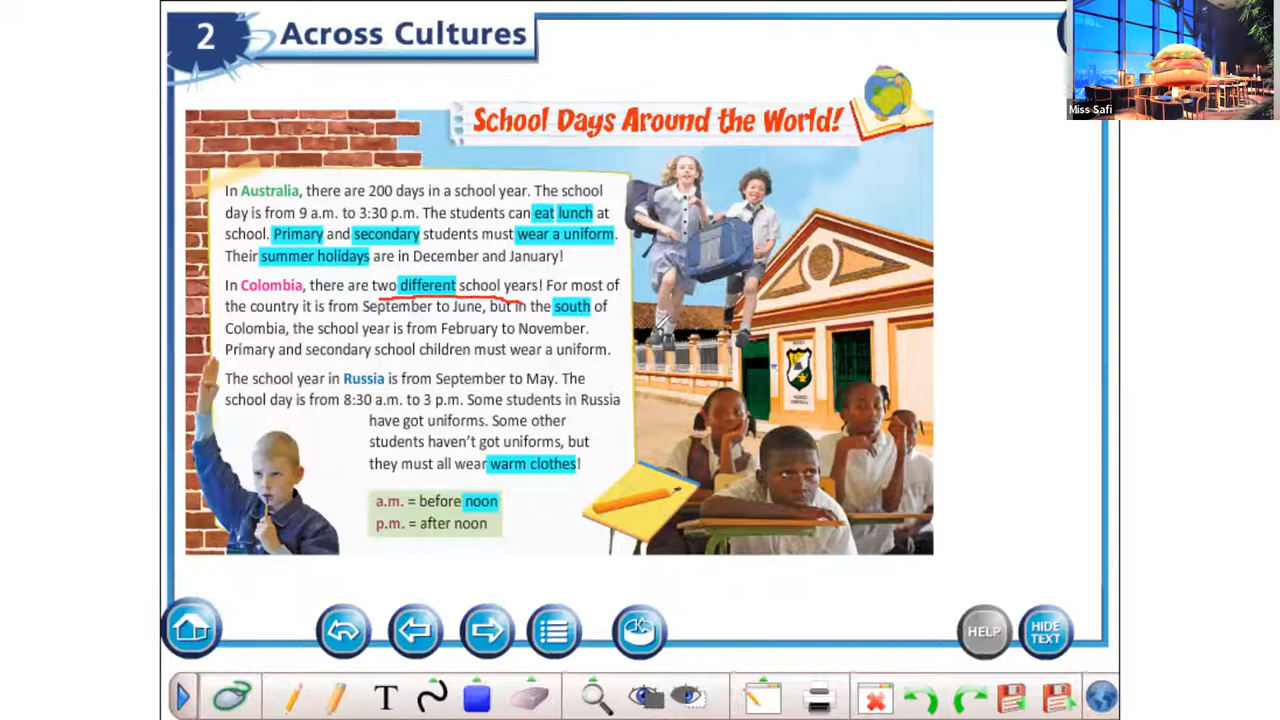 2 Across Cultures
Miss Safi
School Days Around the World!
In Australia, there are 200 days in a school year. The school
day is from 9 a.m. to 3:30 p.m. The students can eat lunch at
school. Primary and secondary students must wear a uniform.
Their summer holidays are in December and January!
In Colombia, there are two different school years! For most of
the country it is from September to June, but in the south of
Colombia, the school year is from February to November.
Primary and secondary school children must wear a uniform.
The school year in Russia is from September to May. The
school day is from 8:30 a.m. to 3 p.m. Some students in Russia
have got uniforms. Some other
students haven't got uniforms, but
they must all wear warm clothes!
a.m. = before noon
p.m. = after noon
HELP
HIDE
TEXT
T